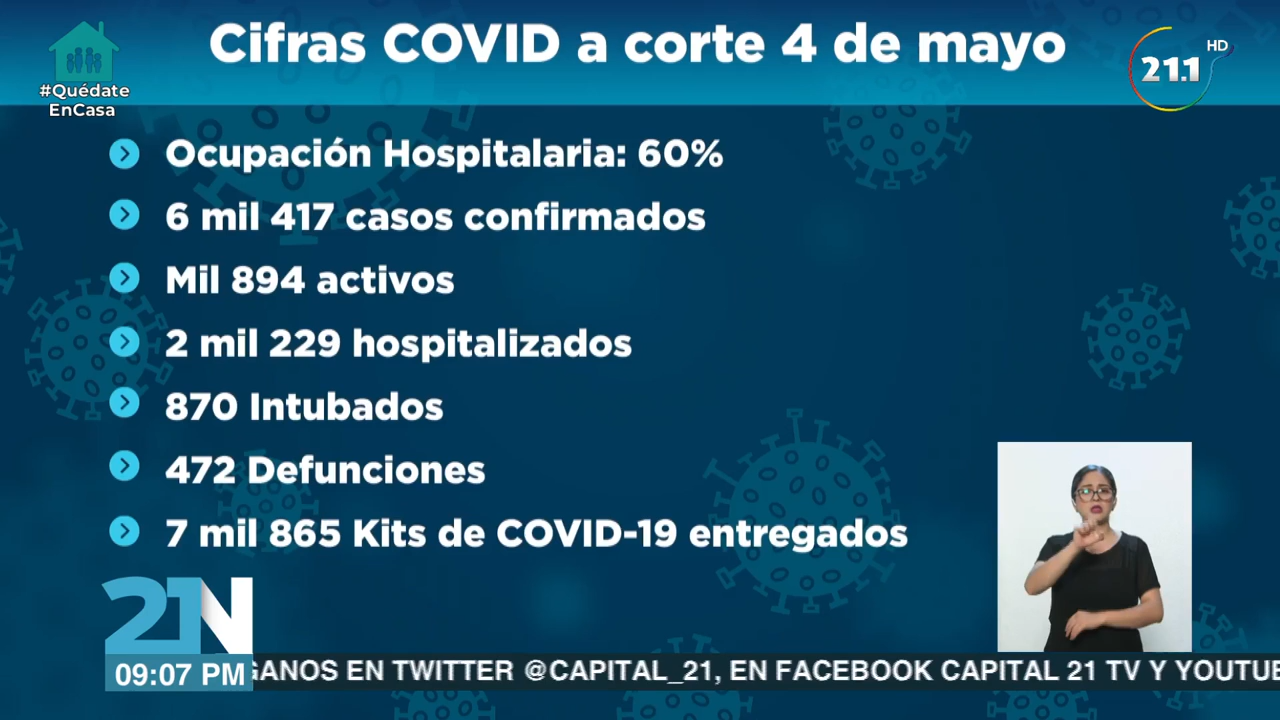 Cifras COVID a corte 4 de mayo
#Quédate
EnCasa
21.1 HD
Ocupación Hospitalaria: 60%
6 mil 417 casos confirmados
Mil 894 activos
2 mil 229 hospitalizados
870 Intubados
472 Defunciones
7 mil 865 Kits de COVID-19 entregados
21N
09:07 PM
GANOS EN TWITTER @CAPITAL_21, EN FACEBOOK CAPITAL 21 TV Y YOUTUB